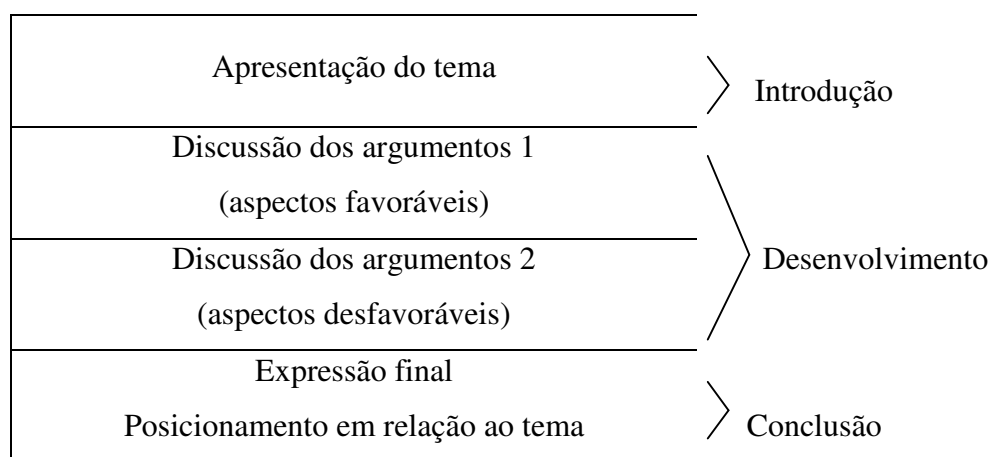 Apresentação do tema
Introdução
Discussão dos argumentos 1
(aspectos favoráveis)
Discussão dos argumentos 2
(aspectos desfavoráveis)
Desenvolvimento
Expressão final
Posicionamento em relação ao tema
Conclusão